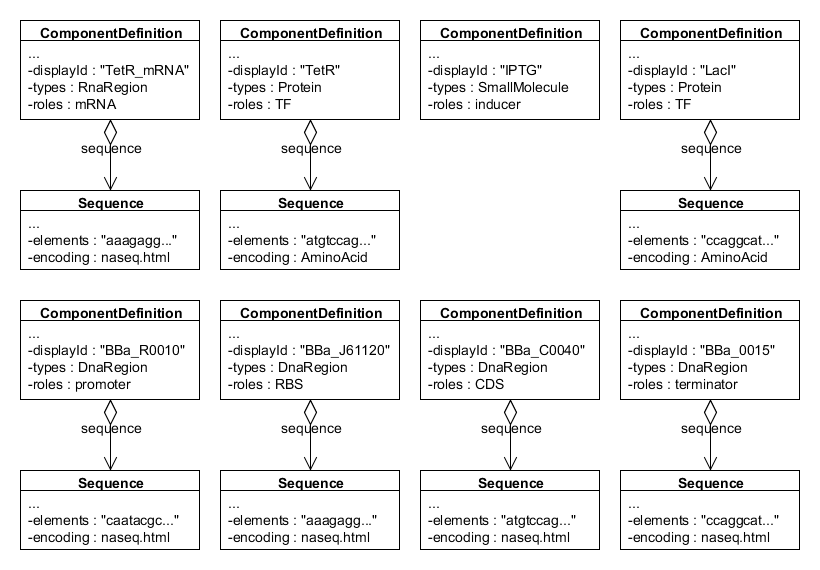 ComponentDefinition
...
-displayId : "TetR_mRNA"
-types : RnaRegion
-roles : mRNA
sequence
Sequence
...
-elements : "aaagagg..."
-encoding : naseq.html
ComponentDefinition
...
-displayId : "TetR"
-types : Protein
-roles : TF
sequence
Sequence
...
-elements : "atgtccag..."
-encoding : AminoAcid
ComponentDefinition
...
-displayId : "IPTG"
-types : SmallMolecule
-roles : inducer
ComponentDefinition
...
-displayId : "LacI"
-types : Protein
-roles : TF
sequence
Sequence
...
-elements : "ccaggcat..."
-encoding : AminoAcid
ComponentDefinition
...
-displayId : "BBa_R0010"
-types : DnaRegion
-roles : promoter
sequence
Sequence
...
-elements : "caatacgc..."
-encoding : naseq.html
ComponentDefinition
...
-displayId : "BBa_J61120"
-types : DnaRegion
-roles : RBS
sequence
Sequence
...
-elements : "aaagagg..."
-encoding : naseq.html
ComponentDefinition
...
-displayId : "BBa_C0040"
-types : DnaRegion
-roles : CDS
sequence
Sequence
...
-elements : "atgtccag..."
-encoding : naseq.html
ComponentDefinition
...
-displayId : "BBa_0015"
-types : DnaRegion
-roles : terminator
sequence
Sequence
...
-elements : "ccaggcat..."
-encoding : naseq.html